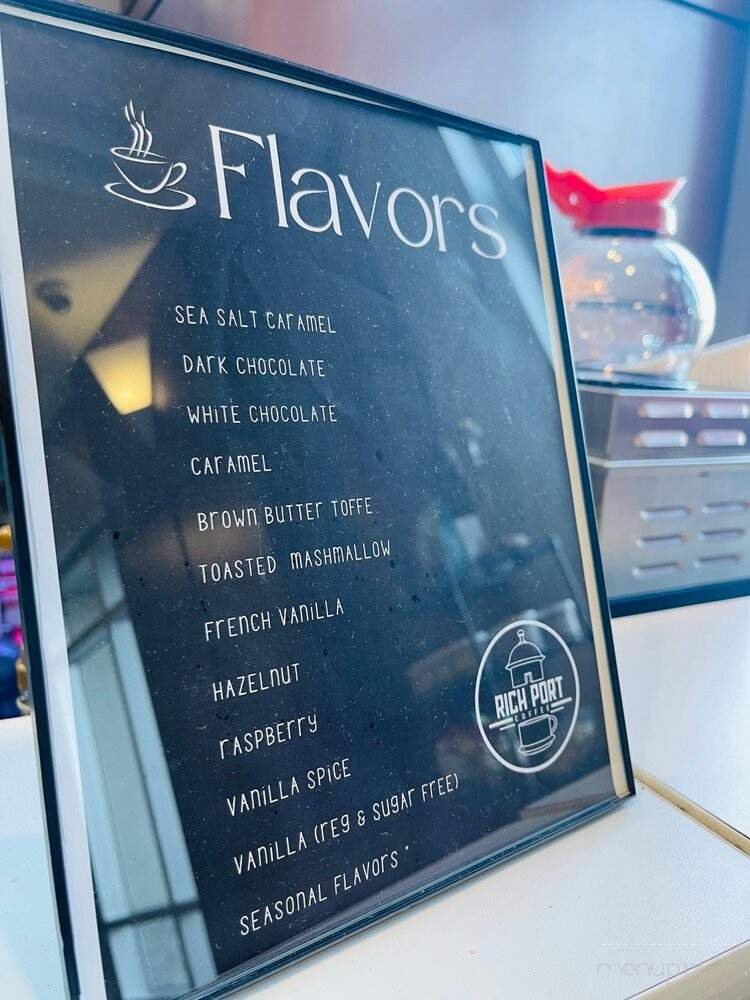 Flavors
SEA SALT CARAMEL
DARK CHOCOLATE
WHITE CHOCOLATE
CARAMEL
BROWN BUTTER TOFFE
TOASTED MASHMALLOW
FRENCH VANILLA
HAZELNUT
RASPBERRY
VANILLA SPICE
VANILLA (REG & SUGAR FREE)
SEASONAL FLAVORS *
RICH PORT
COFFEE